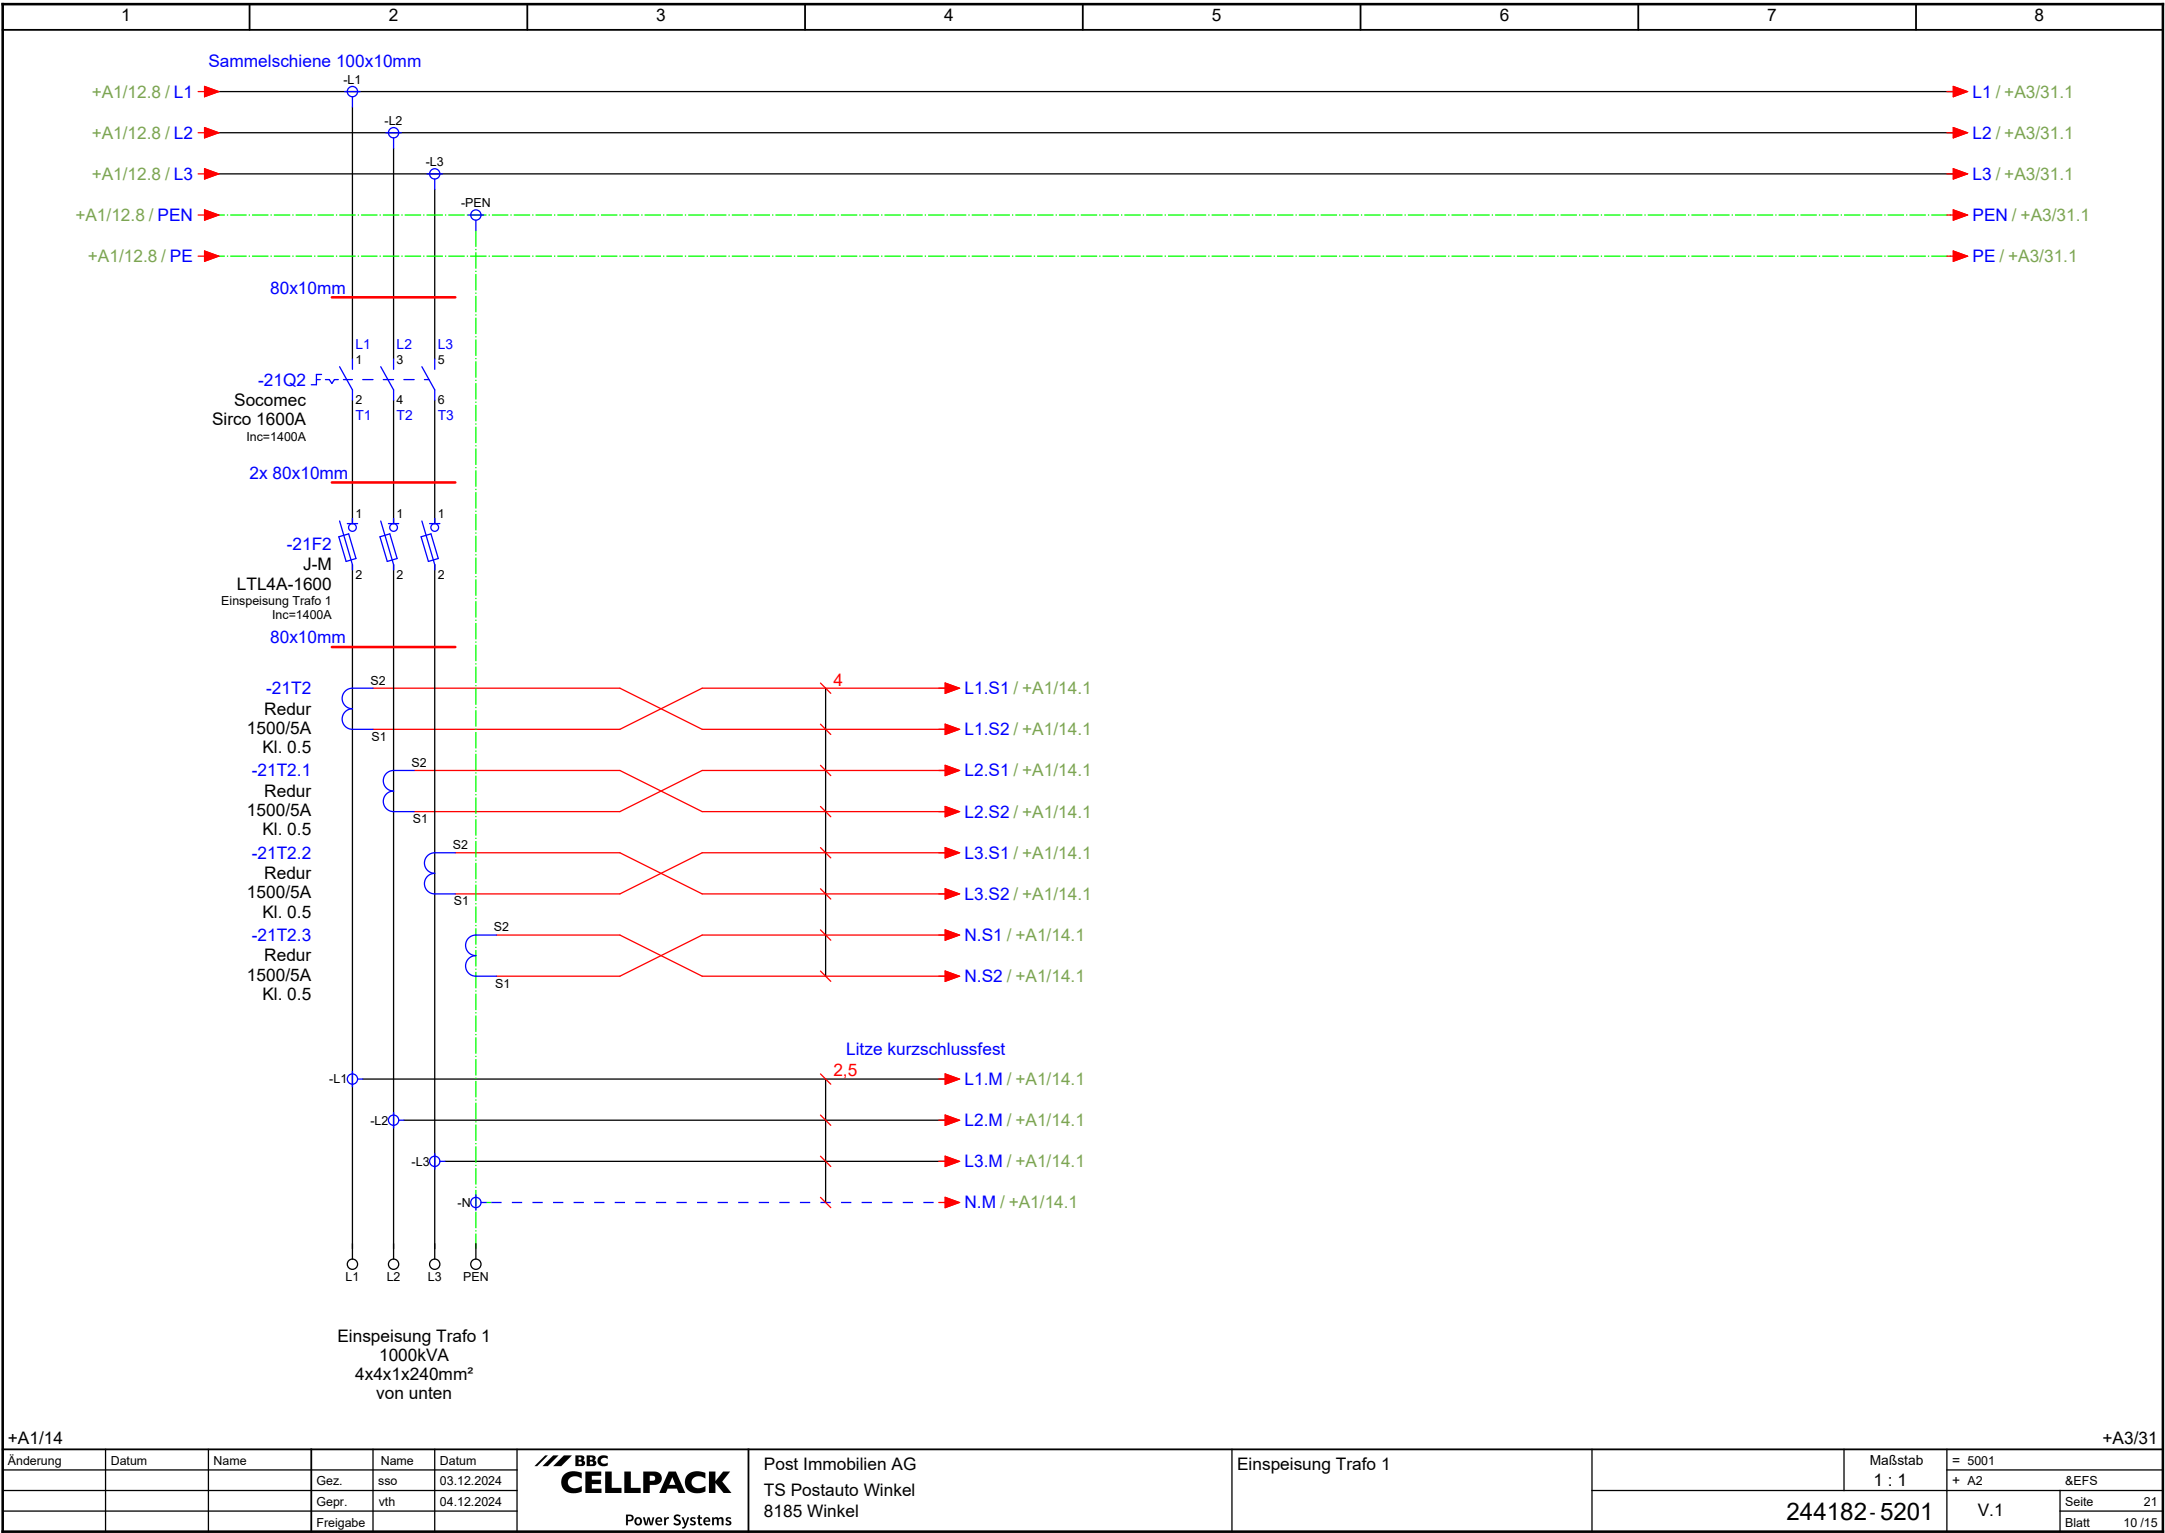 1 2 3 4 5 6 7 8
Sammelschiene 100x10mm
-L1
+A1/12.8 / L1
L1 / +A3/31.1
-L2
+A1/12.8 / L2
L2 / +A3/31.1
-L3
+A1/12.8 / L3
L3 / +A3/31.1
-PEN
+A1/12.8 / PEN
PEN / +A3/31.1
+A1/12.8 / PE
PE / +A3/31.1
80x10mm
L1 L2 L3
1 3 5
-21Q2
Socomec
Sirco 1600A
Inc=1400A
2 4 6
T1 T2 T3
2x 80x10mm
1 1 1
-21F2
J-M
LTL4A-1600
Einspeisung Trafo 1
Inc=1400A
2 2 2
80x10mm
-21T2
Redur
1500/5A
Kl. 0.5
S2
S1
4
L1.S1 / +A1/14.1
L1.S2 / +A1/14.1
-21T2.1
Redur
1500/5A
Kl. 0.5
S2
S1
L2.S1 / +A1/14.1
L2.S2 / +A1/14.1
-21T2.2
Redur
1500/5A
Kl. 0.5
S2
S1
L3.S1 / +A1/14.1
L3.S2 / +A1/14.1
-21T2.3
Redur
1500/5A
Kl. 0.5
S2
S1
N.S1 / +A1/14.1
N.S2 / +A1/14.1
Litze kurzschlussfest
2,5
-L1
L1.M / +A1/14.1
-L2
L2.M / +A1/14.1
-L3
L3.M / +A1/14.1
-N
N.M / +A1/14.1
L1 L2 L3 PEN
Einspeisung Trafo 1
1000kVA
4x4x1x240mm²
von unten
+A1/14
+A3/31
Änderung Datum Name
Name Datum
Gez. sso 03.12.2024
Gepr. vth 04.12.2024
Freigabe
BBC
CELLPACK
Power Systems
Post Immobilien AG
TS Postauto Winkel
8185 Winkel
Einspeisung Trafo 1
Maßstab
1 : 1
244182-5201
= 5001
+ A2 &EFS
V.1
Seite 21
Blatt 10 /15